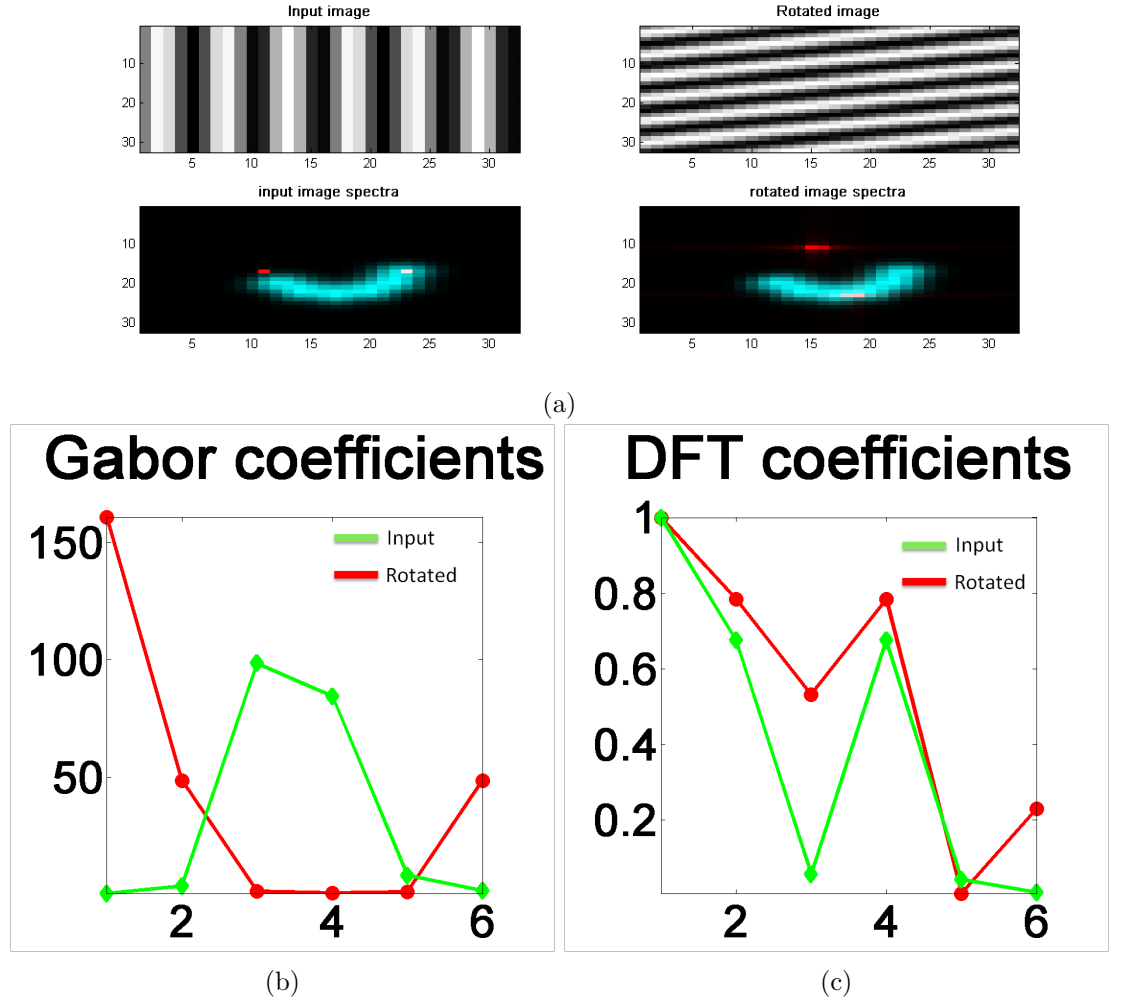 Input image
Rotated image
10
20
30
5 10 15 20 25 30
10
20
30
5 10 15 20 25 30
input image spectra
rotated image spectra
10
20
30
5 10 15 20 25 30
10
20
30
5 10 15 20 25 30
(a)
Gabor coefficients
150
100
50
2 4 6
Input
Rotated
(b)
DFT coefficients
1
0.8
0.6
0.4
0.2
2 4 6
Input
Rotated
(c)